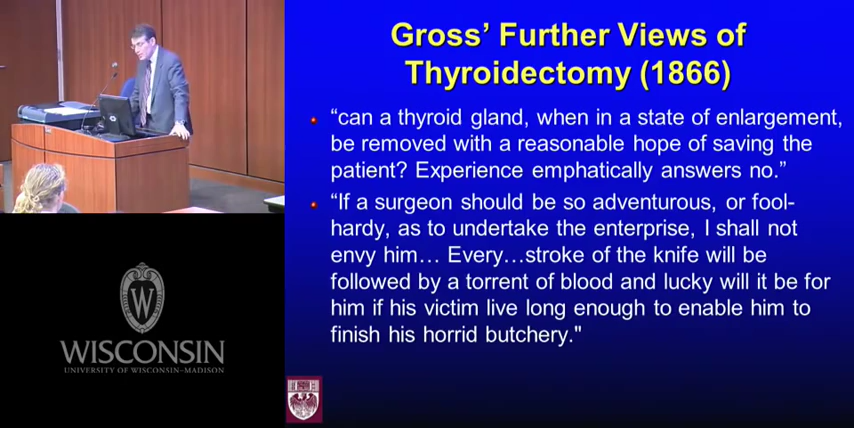 Gross’ Further Views of
Thyroidectomy (1866)
“can a thyroid gland, when in a state of enlargement,
be removed with a reasonable hope of saving the
patient? Experience emphatically answers no.”
“If a surgeon should be so adventurous, or fool-
hardy, as to undertake the enterprise, I shall not
envy him… Every…stroke of the knife will be
followed by a torrent of blood and lucky will it be for
him if his victim live long enough to enable him to
finish his horrid butchery."
W
WISCONSIN
UNIVERSITY OF WISCONSIN–MADISON